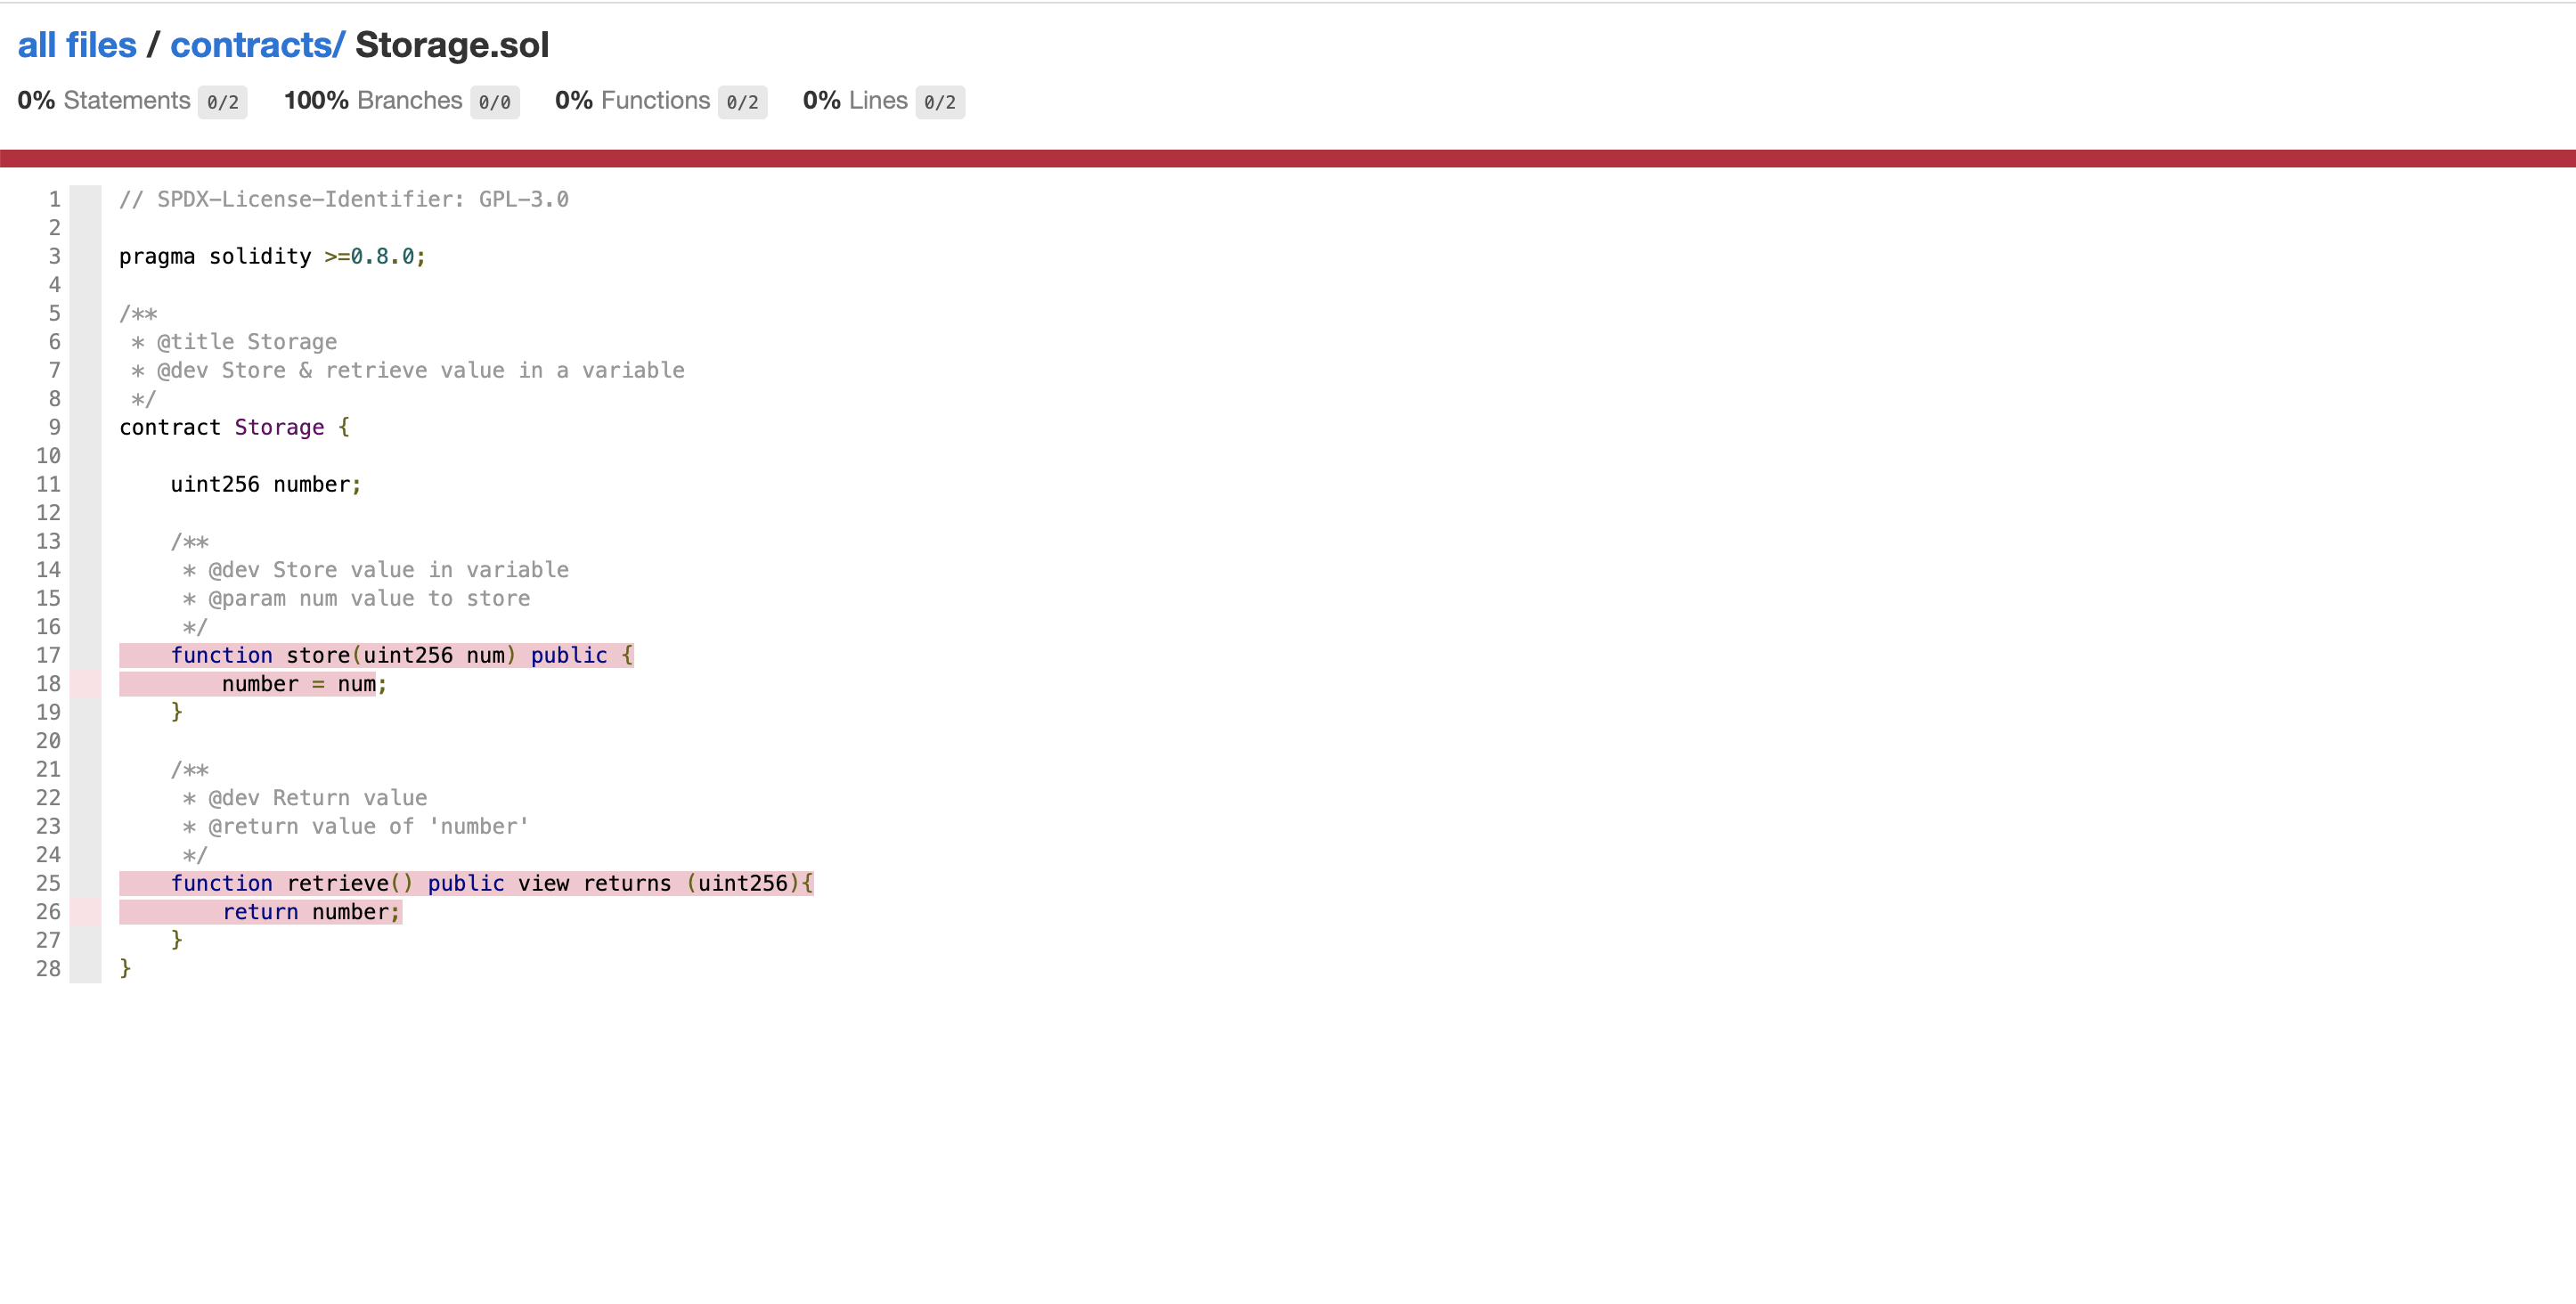 all files / contracts/ Storage.sol
0% Statements 0/2 100% Branches 0/0 0% Functions 0/2 0% Lines 0/2
1 // SPDX-License-Identifier: GPL-3.0
2
3 pragma solidity >=0.8.0;
4
5 /**
6 * @title Storage
7 * @dev Store & retrieve value in a variable
8 */
9 contract Storage {
10
11 uint256 number;
12
13 /**
14 * @dev Store value in variable
15 * @param num value to store
16 */
17 function store(uint256 num) public {
18 number = num;
19 }
20
21 /**
22 * @dev Return value
23 * @return value of 'number'
24 */
25 function retrieve() public view returns (uint256){
26 return number;
27 }
28 }